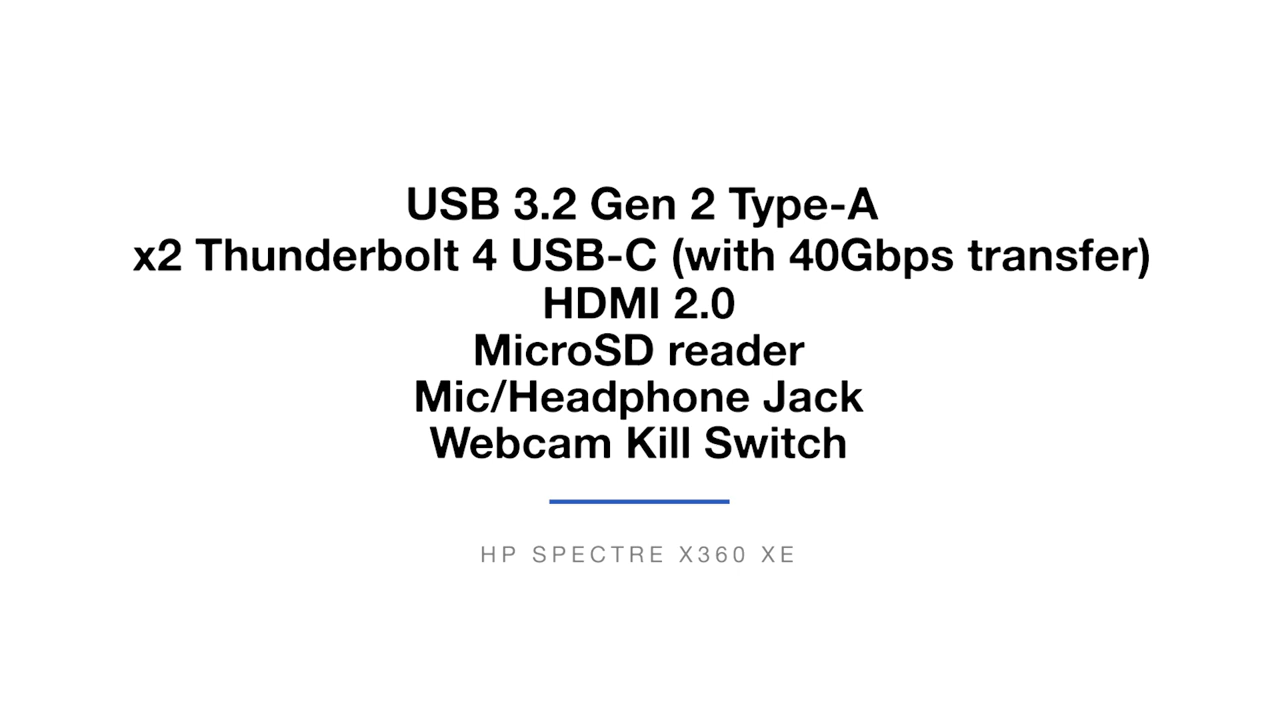 USB 3.2 Gen 2 Type-A
x2 Thunderbolt 4 USB-C (with 40Gbps transfer)
HDMI 2.0
MicroSD reader
Mic/Headphone Jack
Webcam Kill Switch
HP SPECTRE X360 XE